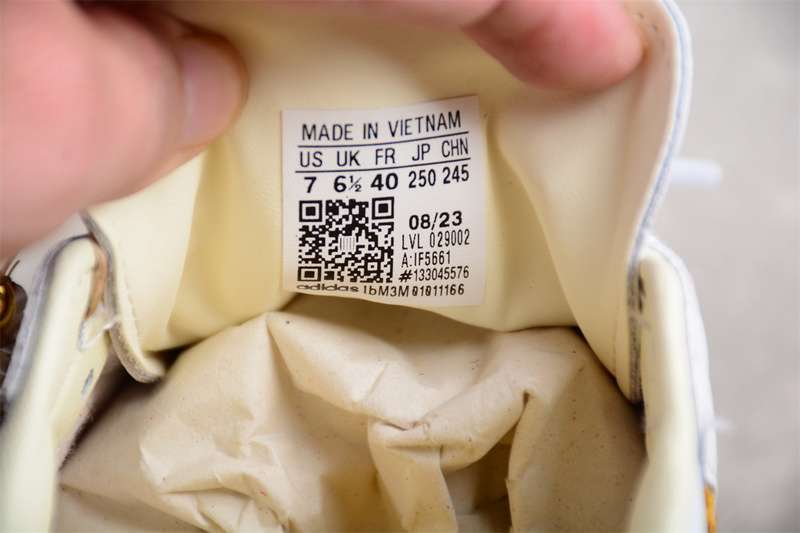 MADE IN VIETNAM
US UK FR JP CHN
7 6½ 40 250 245
08/23
LVL 029002
A:IF5661
#133045576
adidas IbM3M 01011166